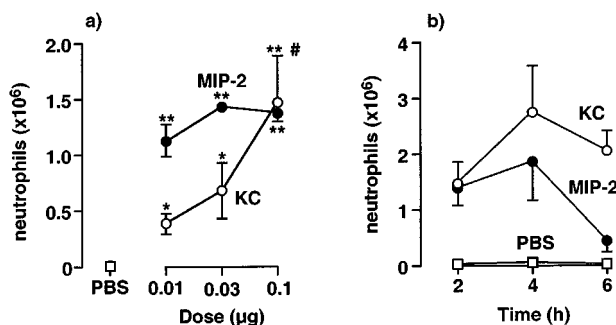 a)
neutrophils (x10⁶)
2.0
1.5
1.0
0.5
0
MIP-2
KC
** #
**
**
**
*
*
PBS
0.01
0.03
0.1
Dose (µg)
b)
neutrophils (x10⁶)
4
3
2
1
0
KC
MIP-2
PBS
2
4
6
Time (h)